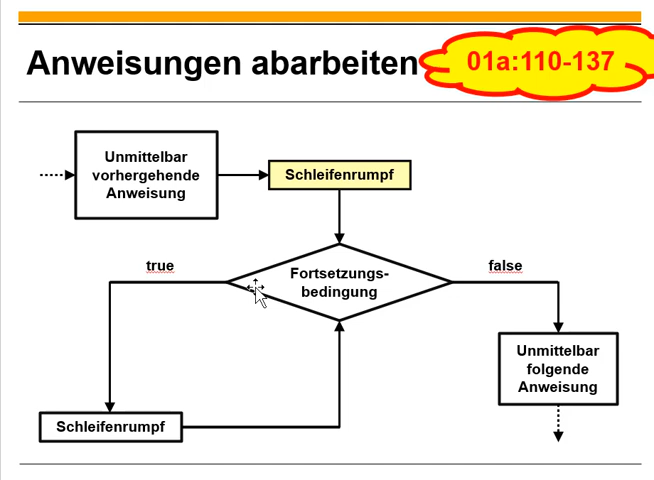 Anweisungen abarbeiten
01a:110-137
Unmittelbar
vorhergehende
Anweisung
Schleifenrumpf
true
Fortsetzungs-
bedingung
false
Unmittelbar
folgende
Anweisung
Schleifenrumpf